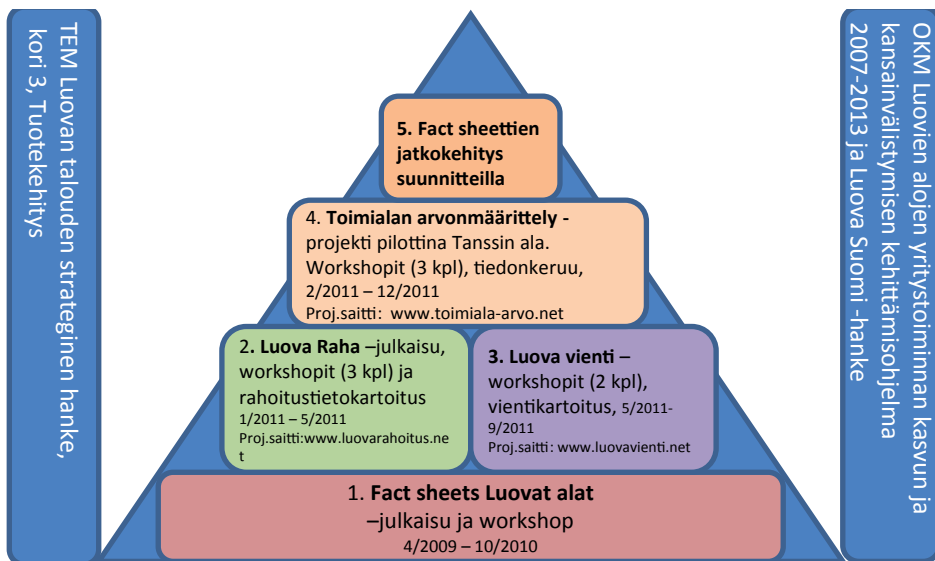 TEM Luovan talouden strateginen hanke,
kori 3, Tuotekehitys
5. Fact sheettien
jatkokehitys
suunnitteilla
4. Toimialan arvonmäärittely -
projekti pilottina Tanssin ala.
Workshopit (3 kpl), tiedonkeruu,
2/2011 – 12/2011
Proj.saitti: www.toimiala-arvo.net
2. Luova Raha –julkaisu,
workshopit (3 kpl) ja
rahoitustietokartoitus
1/2011 – 5/2011
Proj.saitti:www.luovarahoitus.ne
t
3. Luova vienti –
workshopit (2 kpl),
vientikartoitus, 5/2011-
9/2011
Proj.saitti: www.luovavienti.net
1. Fact sheets Luovat alat
–julkaisu ja workshop
4/2009 – 10/2010
OKM Luovien alojen yritystoiminnan kasvun ja
kansainvälistymisen kehittämisohjelma
2007-2013 ja Luova Suomi -hanke